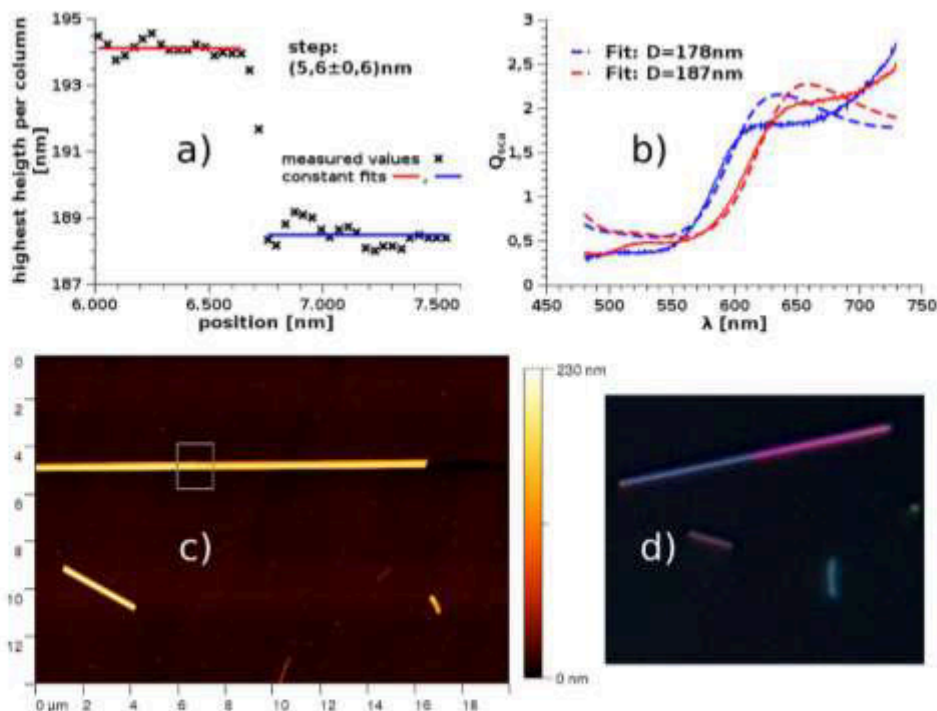 195
193
191
189
187
highest heigth per column
[nm]
step:
(5,6±0,6)nm
a)
measured values ×
constant fits — , —
6.000 6.500 7.000 7.500
position [nm]
Fit: D=178nm
Fit: D=187nm
3
2,5
2
1,5
1
0,5
0
Qsca
b)
450 500 550 600 650 700 750
λ [nm]
0
2
4
6
8
10
12
c)
0 µm 2 4 6 8 10 12 14 16 18
230 nm
0 nm
d)